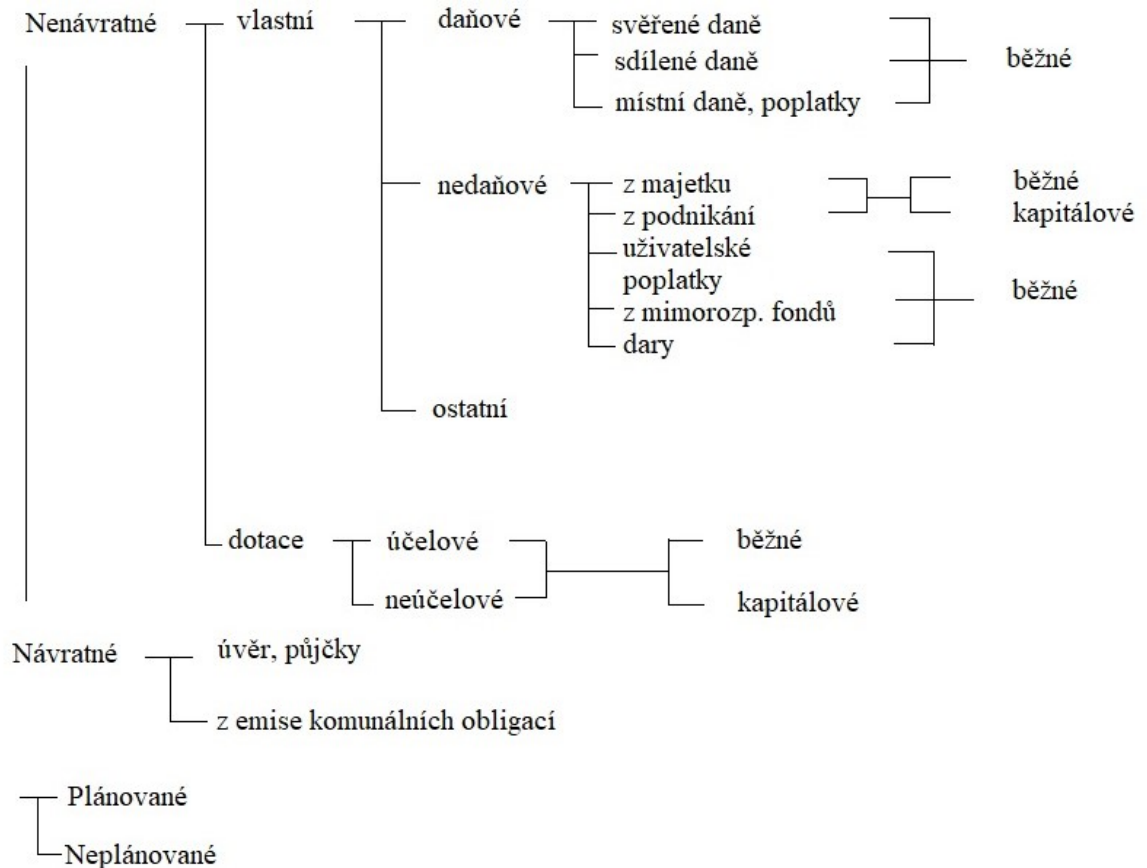 Nenávratné vlastní daňové svěřené daně
sdílené daně běžné
místní daně, poplatky
nedaňové z majetku běžné
z podnikání kapitálové
uživatelské
poplatky běžné
z mimorozp. fondů
dary
ostatní
dotace účelové běžné
neúčelové kapitálové
Návratné úvěr, půjčky
z emise komunálních obligací
Plánované
Neplánované